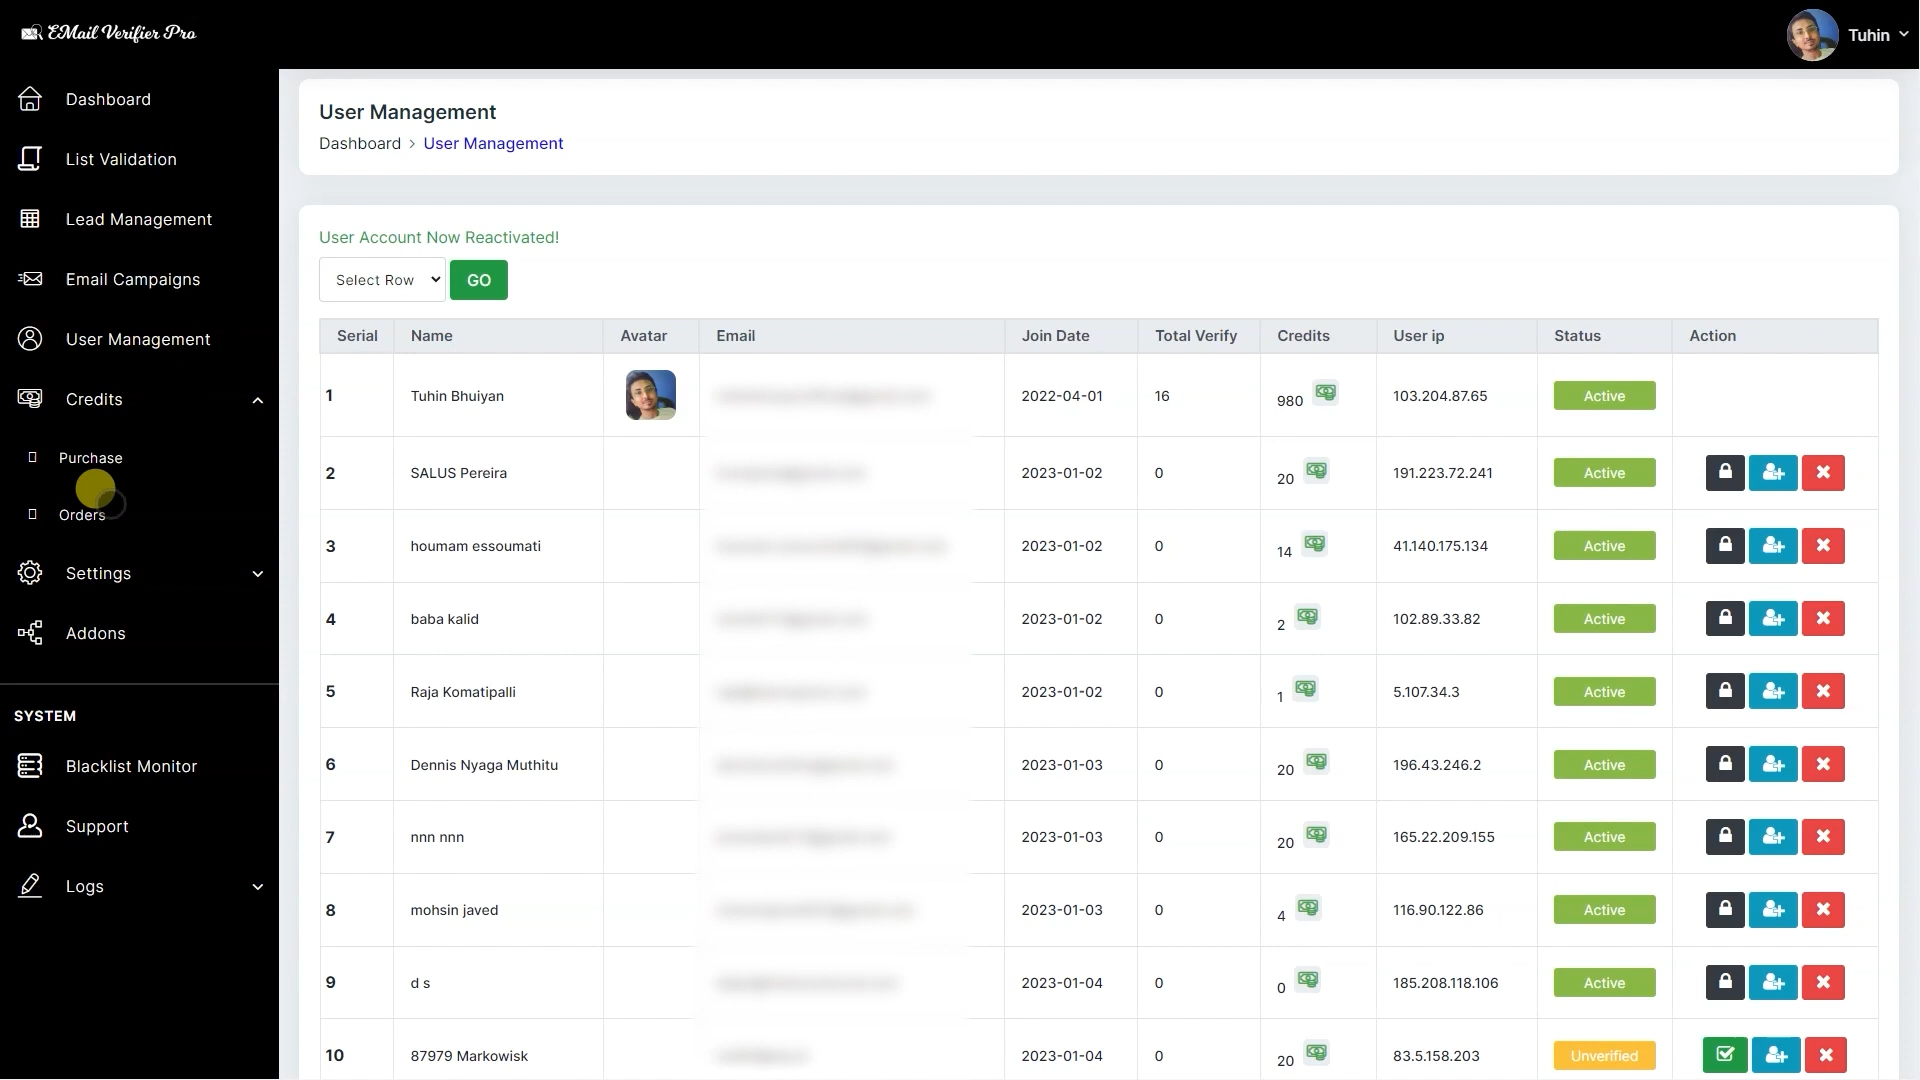 EMail Verifier Pro
Tuhin
Dashboard
List Validation
Lead Management
Email Campaigns
User Management
Credits
Purchase
Orders
Settings
Addons
SYSTEM
Blacklist Monitor
Support
Logs
User Management
Dashboard > User Management
User Account Now Reactivated!
Select Row GO
Serial Name Avatar Email Join Date Total Verify Credits User ip Status Action
1 Tuhin Bhuiyan 2022-04-01 16 980 103.204.87.65 Active
2 SALUS Pereira 2023-01-02 0 20 191.223.72.241 Active
3 houmam essoumati 2023-01-02 0 14 41.140.175.134 Active
4 baba kalid 2023-01-02 0 2 102.89.33.82 Active
5 Raja Komatipalli 2023-01-02 0 1 5.107.34.3 Active
6 Dennis Nyaga Muthitu 2023-01-03 0 20 196.43.246.2 Active
7 nnn nnn 2023-01-03 0 20 165.22.209.155 Active
8 mohsin javed 2023-01-03 0 4 116.90.122.86 Active
9 d s 2023-01-04 0 0 185.208.118.106 Active
10 87979 Markowisk 2023-01-04 0 20 83.5.158.203 Unverified